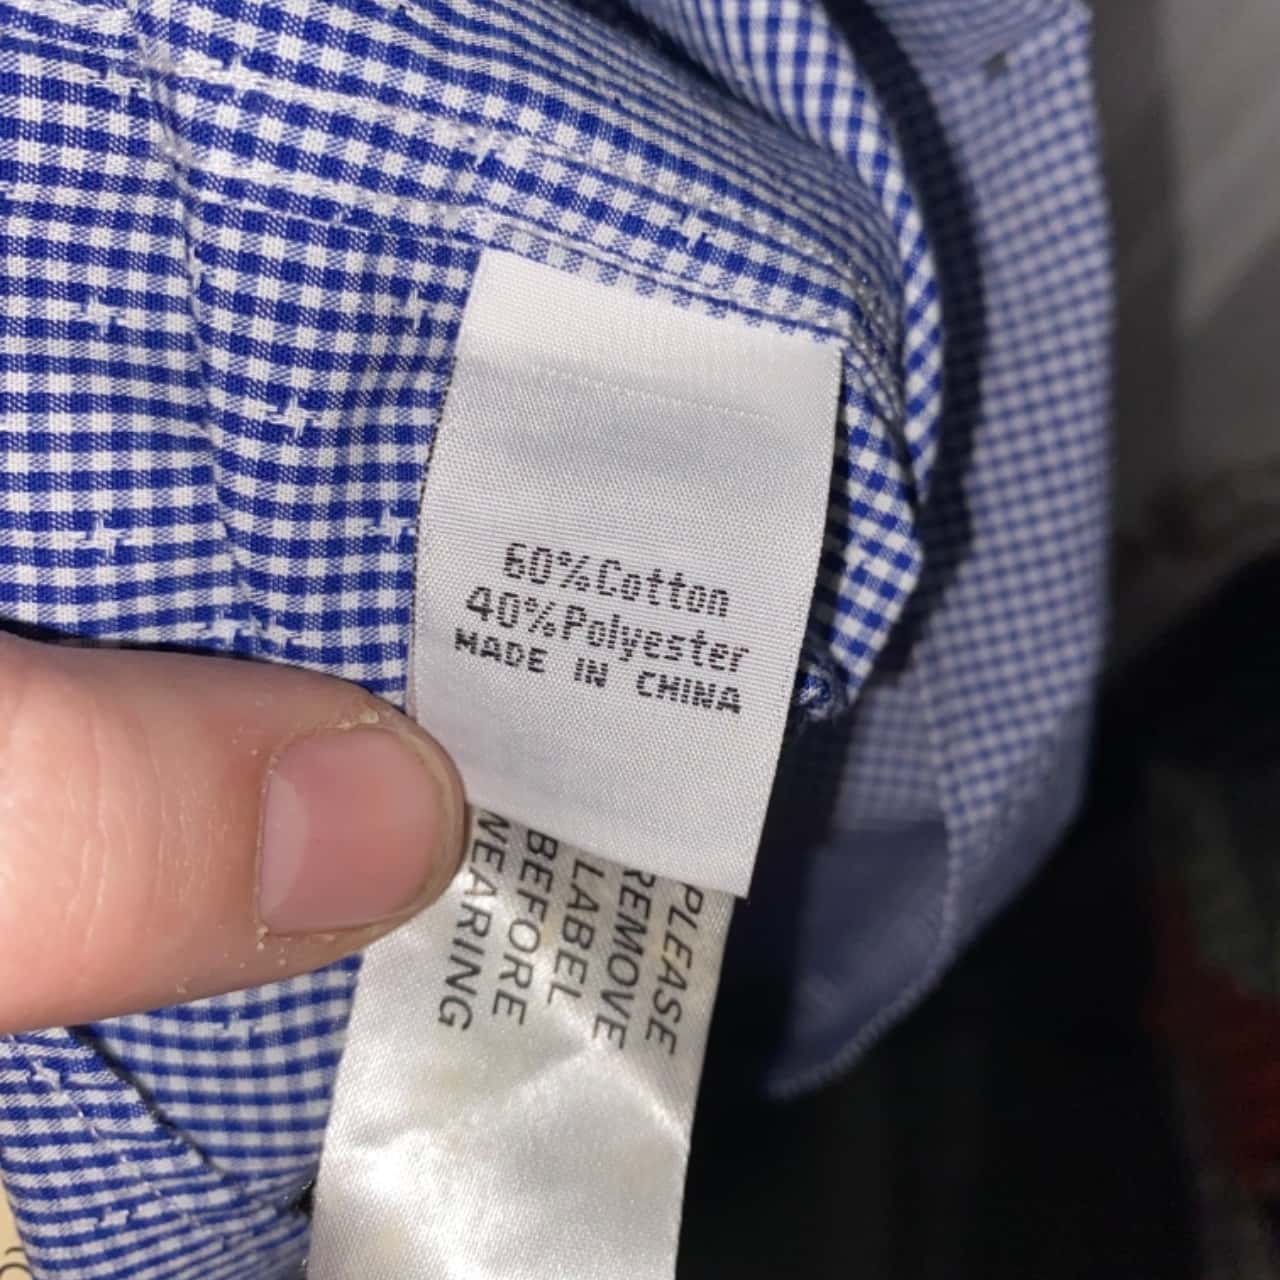 60%Cotton
40%Polyester
MADE IN CHINA
PLEASE
REMOVE
LABEL
BEFORE
WEARING